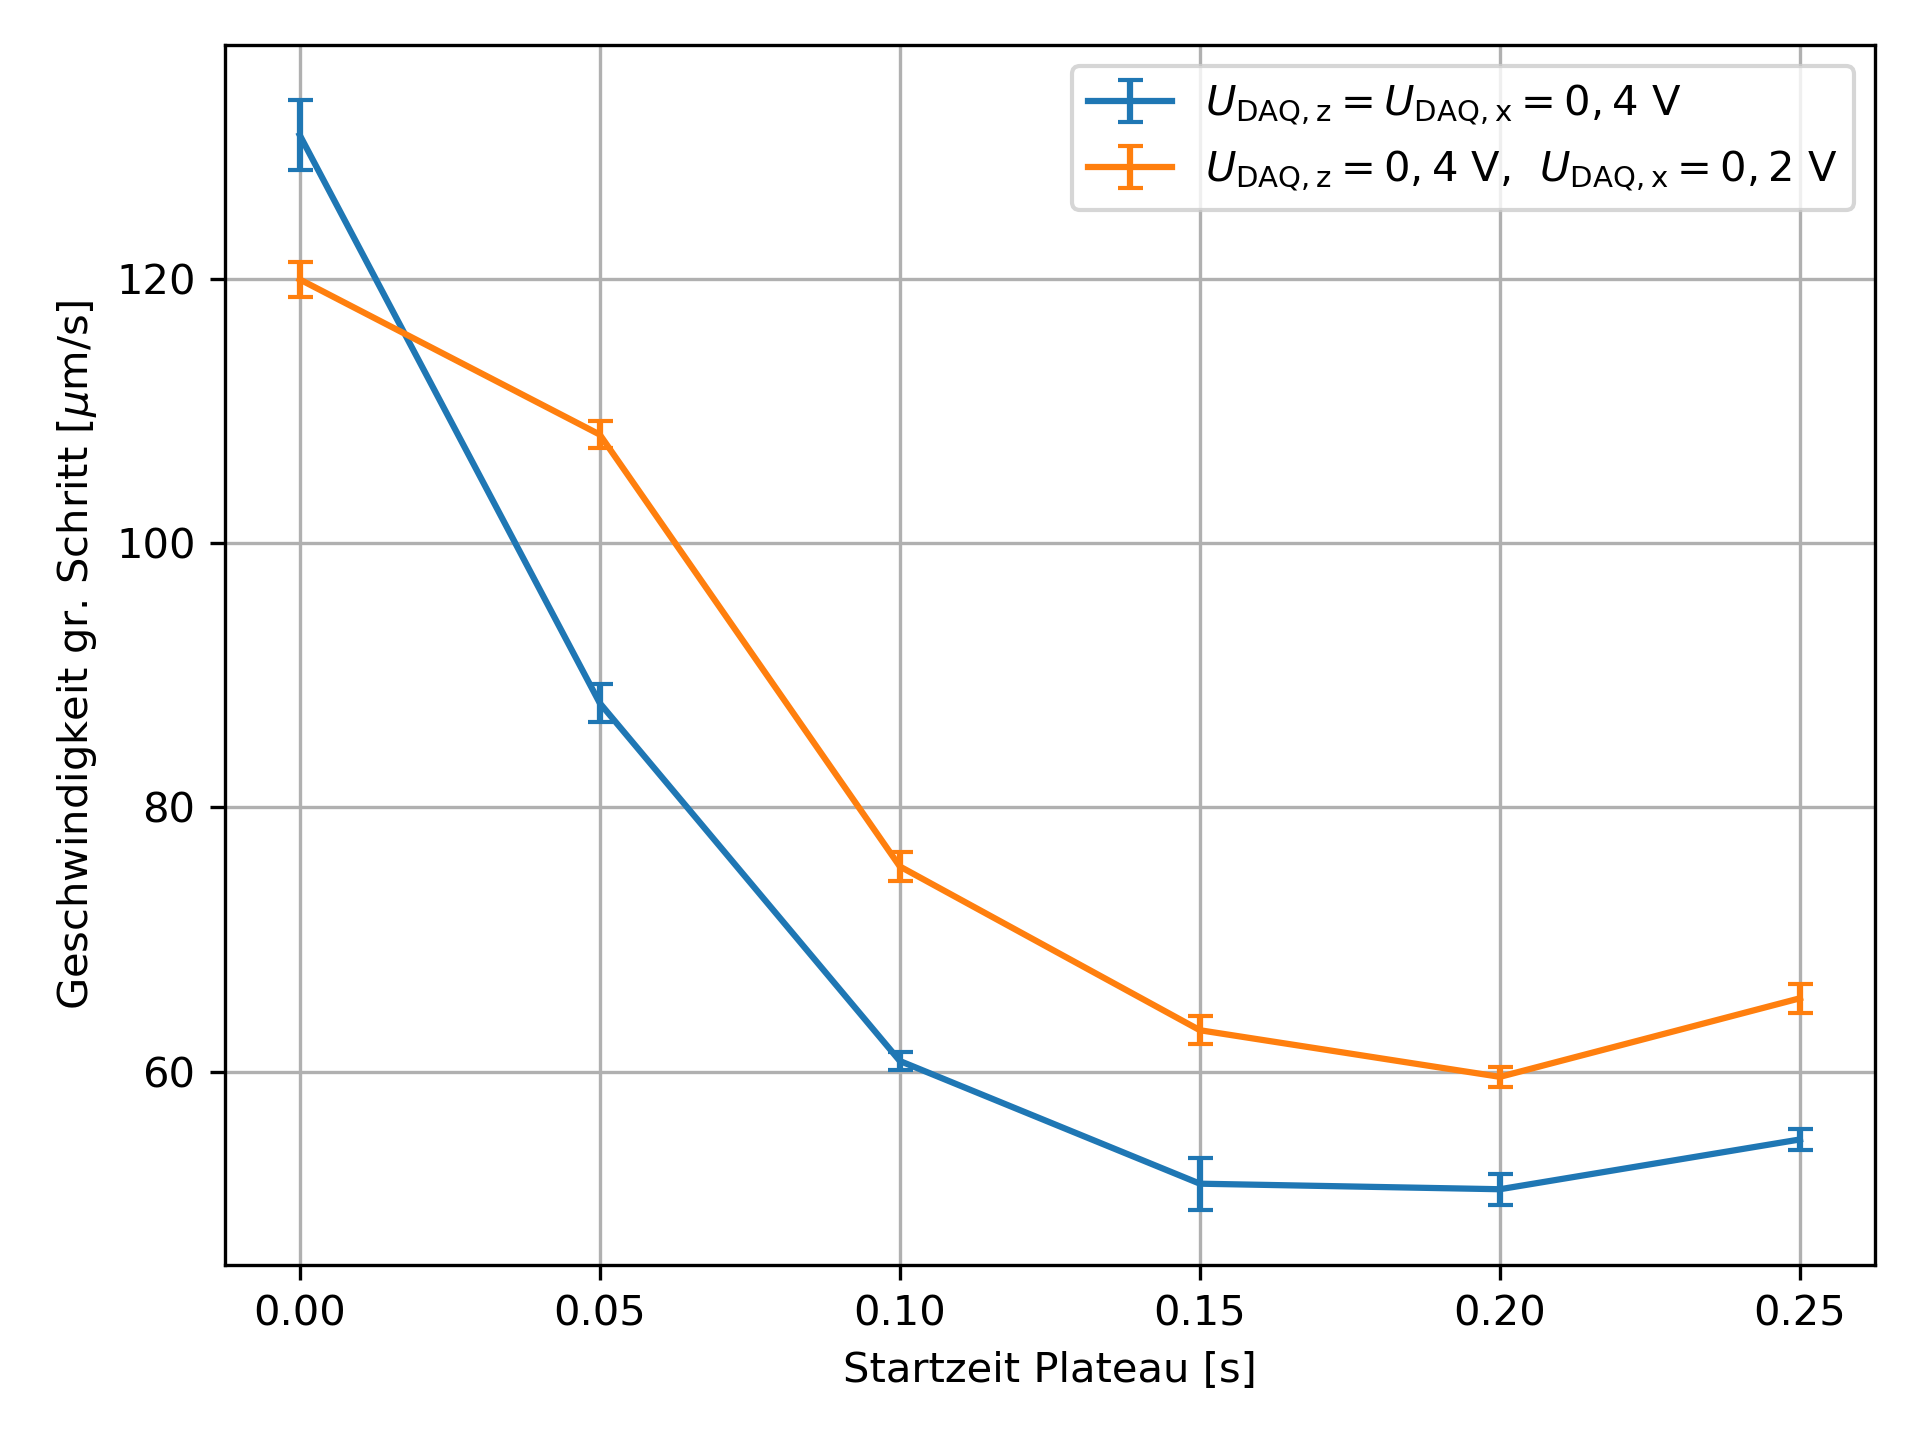 U_DAQ, z = U_DAQ, x = 0, 4 V
U_DAQ, z = 0, 4 V,  U_DAQ, x = 0, 2 V
120
100
80
60
Geschwindigkeit gr. Schritt [μm/s]
0.00 0.05 0.10 0.15 0.20 0.25
Startzeit Plateau [s]